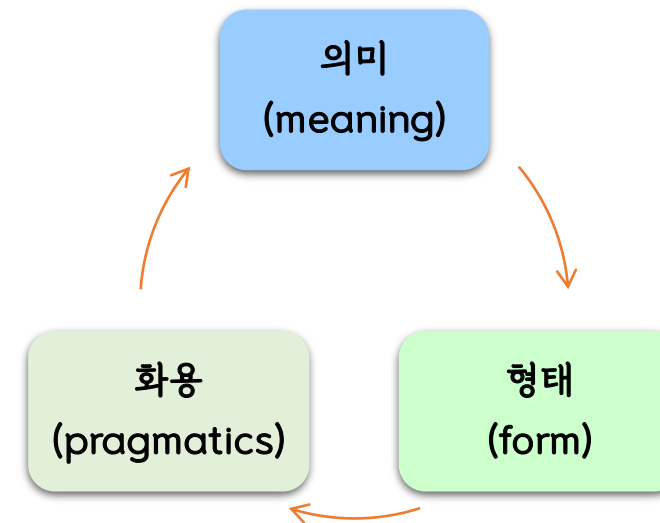 의미
(meaning)
화용
(pragmatics)
형태
(form)